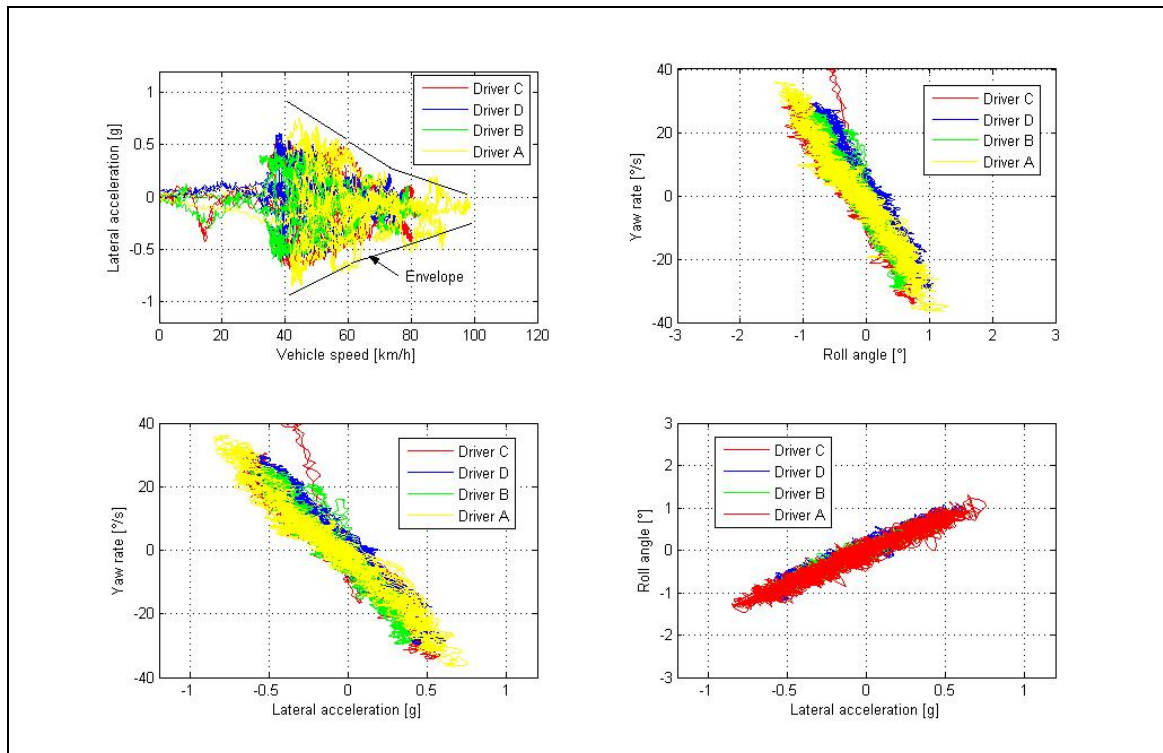 Lateral acceleration [g]
1
0.5
0
-0.5
-1
0 20 40 60 80 100 120
Vehicle speed [km/h]
Driver C
Driver D
Driver B
Driver A
Envelope
Yaw rate [°/s]
40
20
0
-20
-40
-3 -2 -1 0 1 2 3
Roll angle [°]
Driver C
Driver D
Driver B
Driver A
Yaw rate [°/s]
40
20
0
-20
-40
-1 -0.5 0 0.5 1
Lateral acceleration [g]
Driver C
Driver D
Driver B
Driver A
Roll angle [°]
3
2
1
0
-1
-2
-3
-1 -0.5 0 0.5 1
Lateral acceleration [g]
Driver C
Driver D
Driver B
Driver A